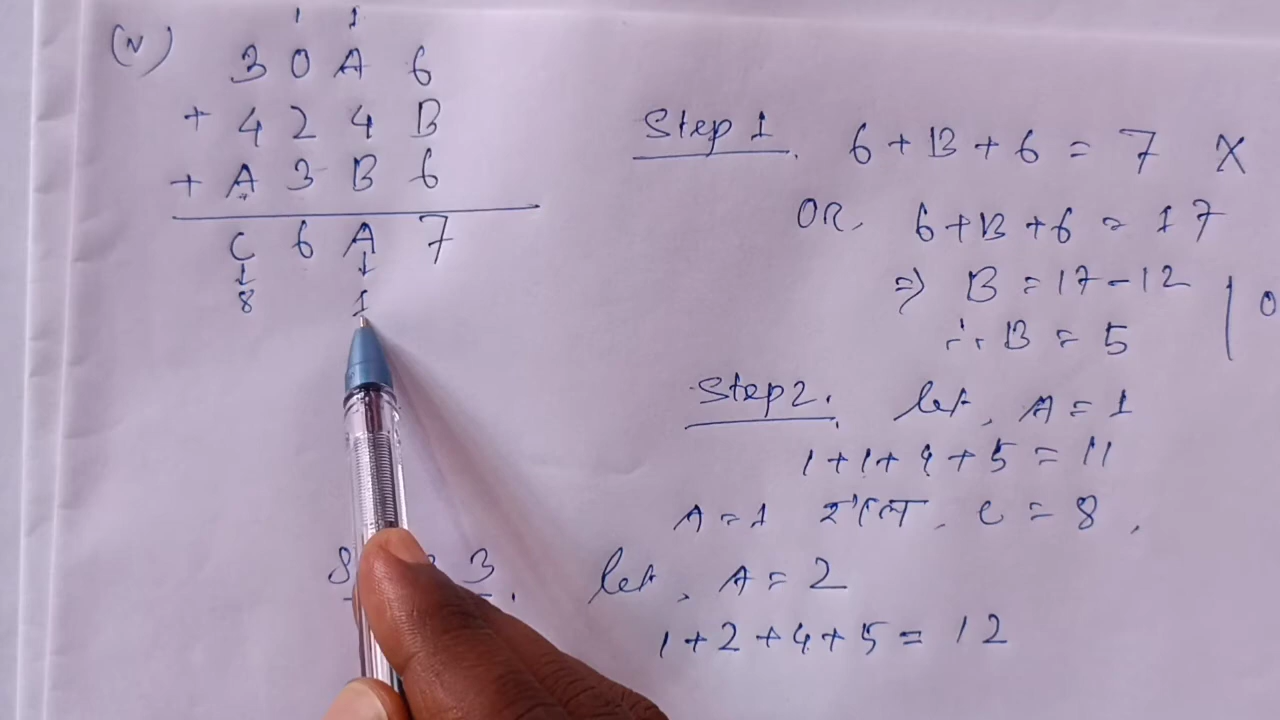 (v)
1 1
3 0 A 6
+ 4 2 4 B
+ A 3 B 6
C 6 A 7
↓ ↓
8 1
Step 1. 6 + B + 6 = 7 X
OR, 6 + B + 6 = 17
⇒ B = 17 - 12
∴ B = 5
Step 2. let, A = 1
1 + 1 + 4 + 5 = 11
A = 1 হলে, C = 8,
let, A = 2
1 + 2 + 4 + 5 = 12
8 3